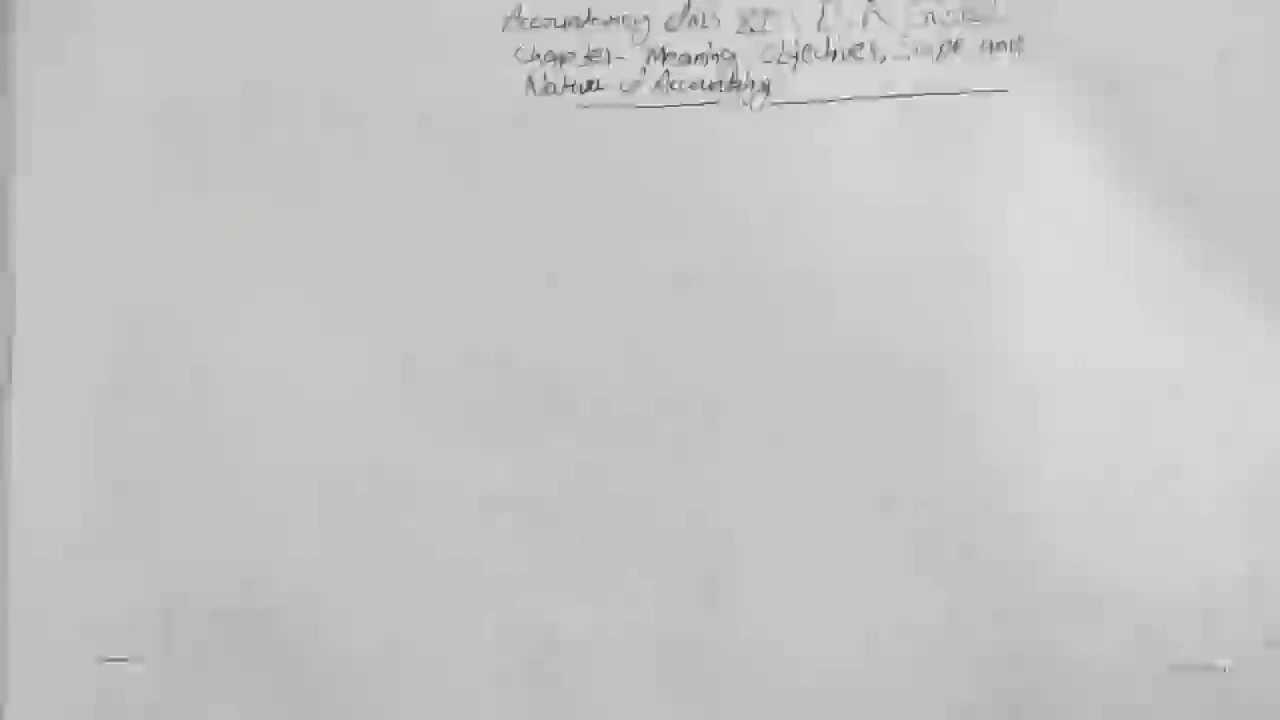 Accountancy class XI
Chapter- Meaning, Objectives, Scope and
Nature of Accounting